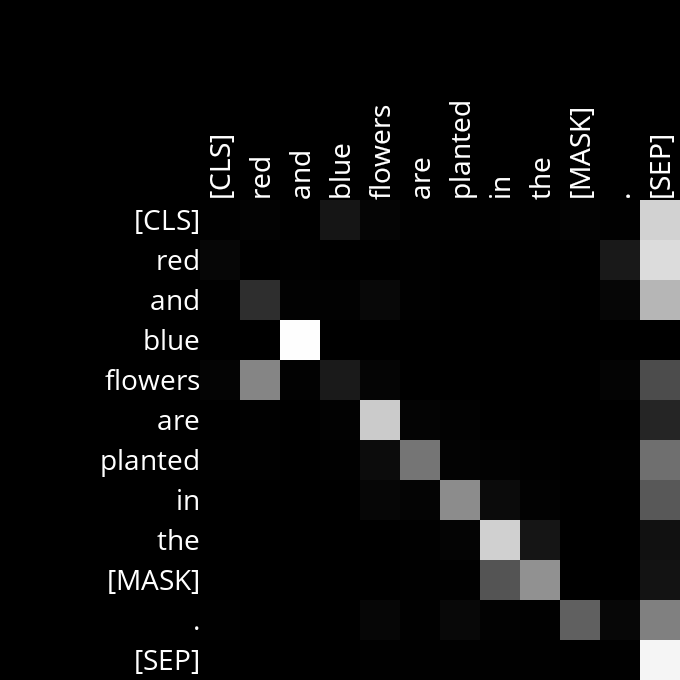 [CLS] red and blue flowers are planted in the [MASK] . [SEP]
[CLS]
red
and
blue
flowers
are
planted
in
the
[MASK]
.
[SEP]